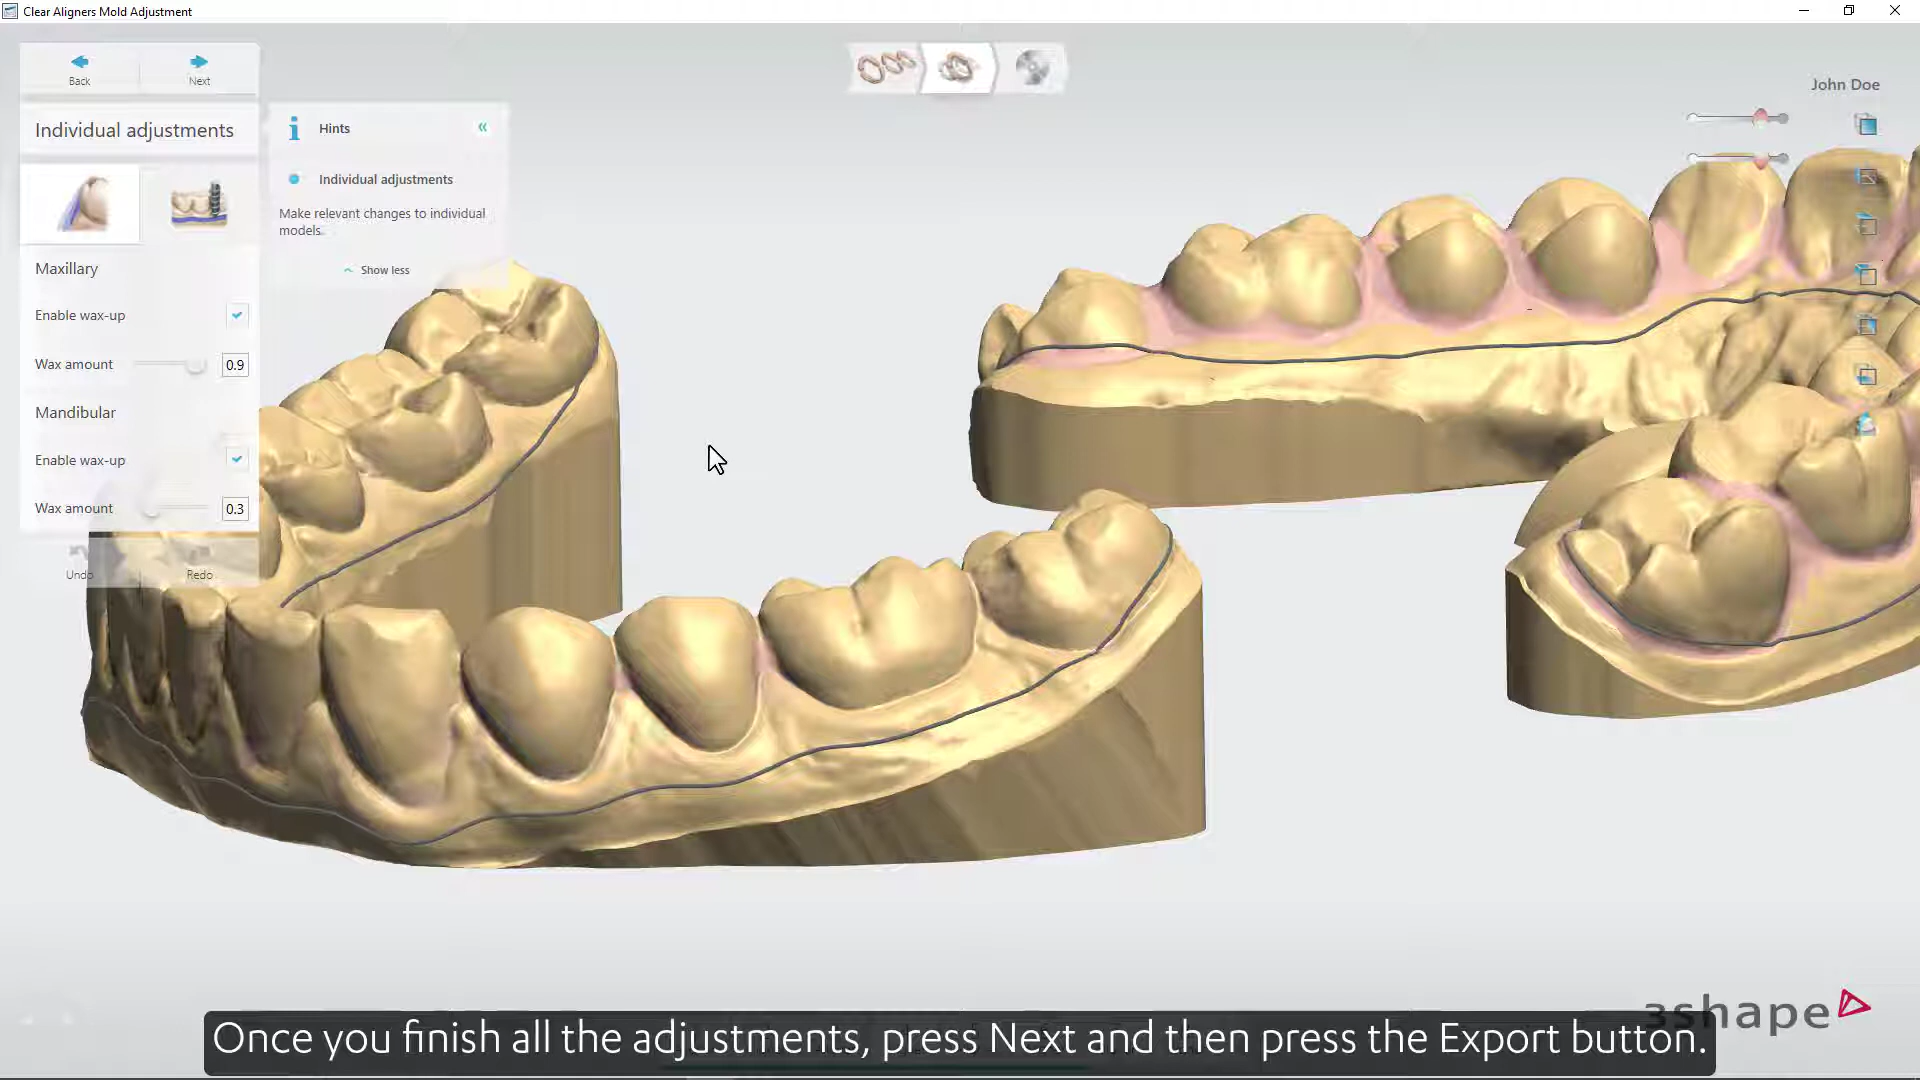 Clear Aligners Mold Adjustment
Back
Next
Individual adjustments
Hints
Individual adjustments
Make relevant changes to individual
models.
Show less
Maxillary
Enable wax-up
Wax amount
0.9
Mandibular
Enable wax-up
Wax amount
0.3
Undo
Redo
John Doe
3shape
Once you finish all the adjustments, press Next and then press the Export button.